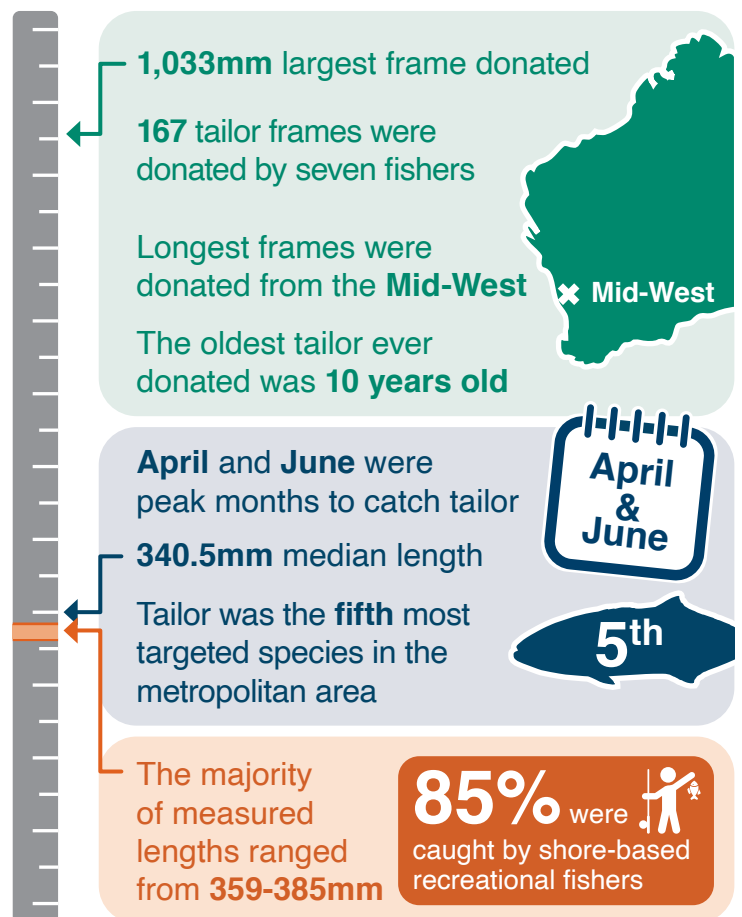 1,033mm largest frame donated
167 tailor frames were
donated by seven fishers
Longest frames were
donated from the Mid-West
Mid-West
The oldest tailor ever
donated was 10 years old
April and June were
peak months to catch tailor
April
&
June
340.5mm median length
Tailor was the fifth most
targeted species in the
metropolitan area
5th
The majority
of measured
lengths ranged
from 359-385mm
85% were
caught by shore-based
recreational fishers